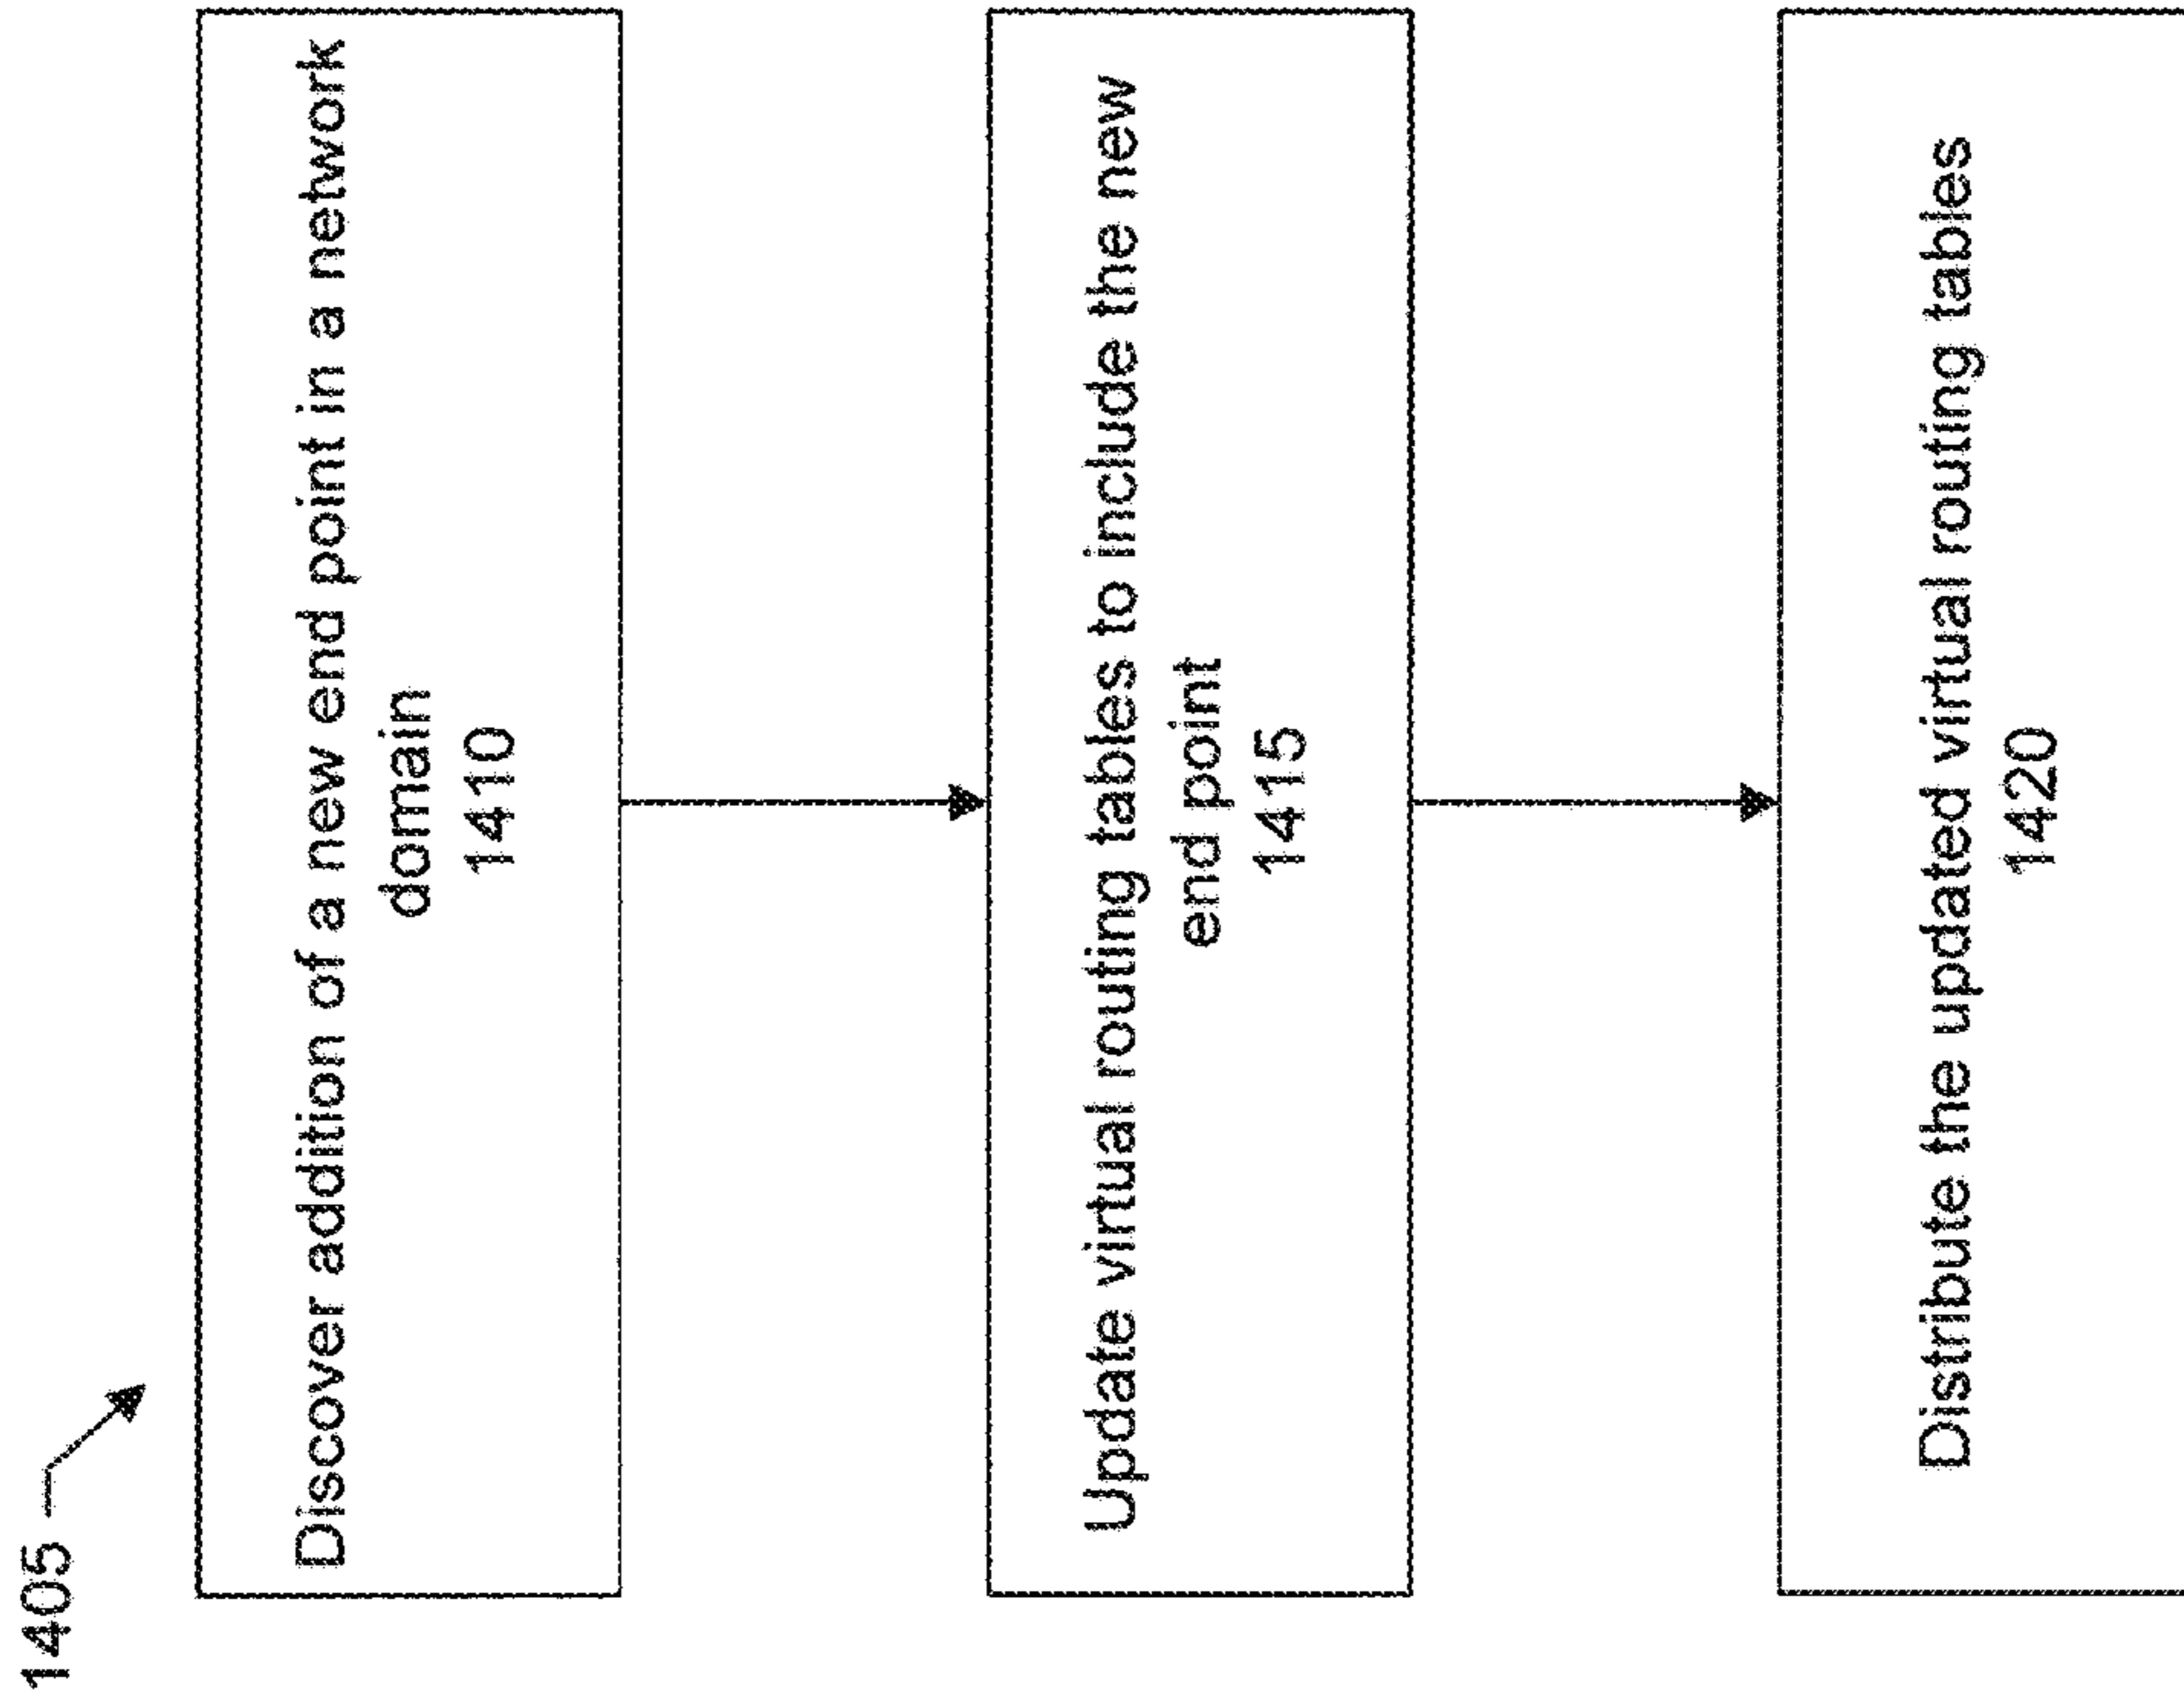 1405
Discover addition of a new end point in a network
domain
1410
Update virtual routing tables to include the new
end point
1415
Distribute the updated virtual routing tables
1420